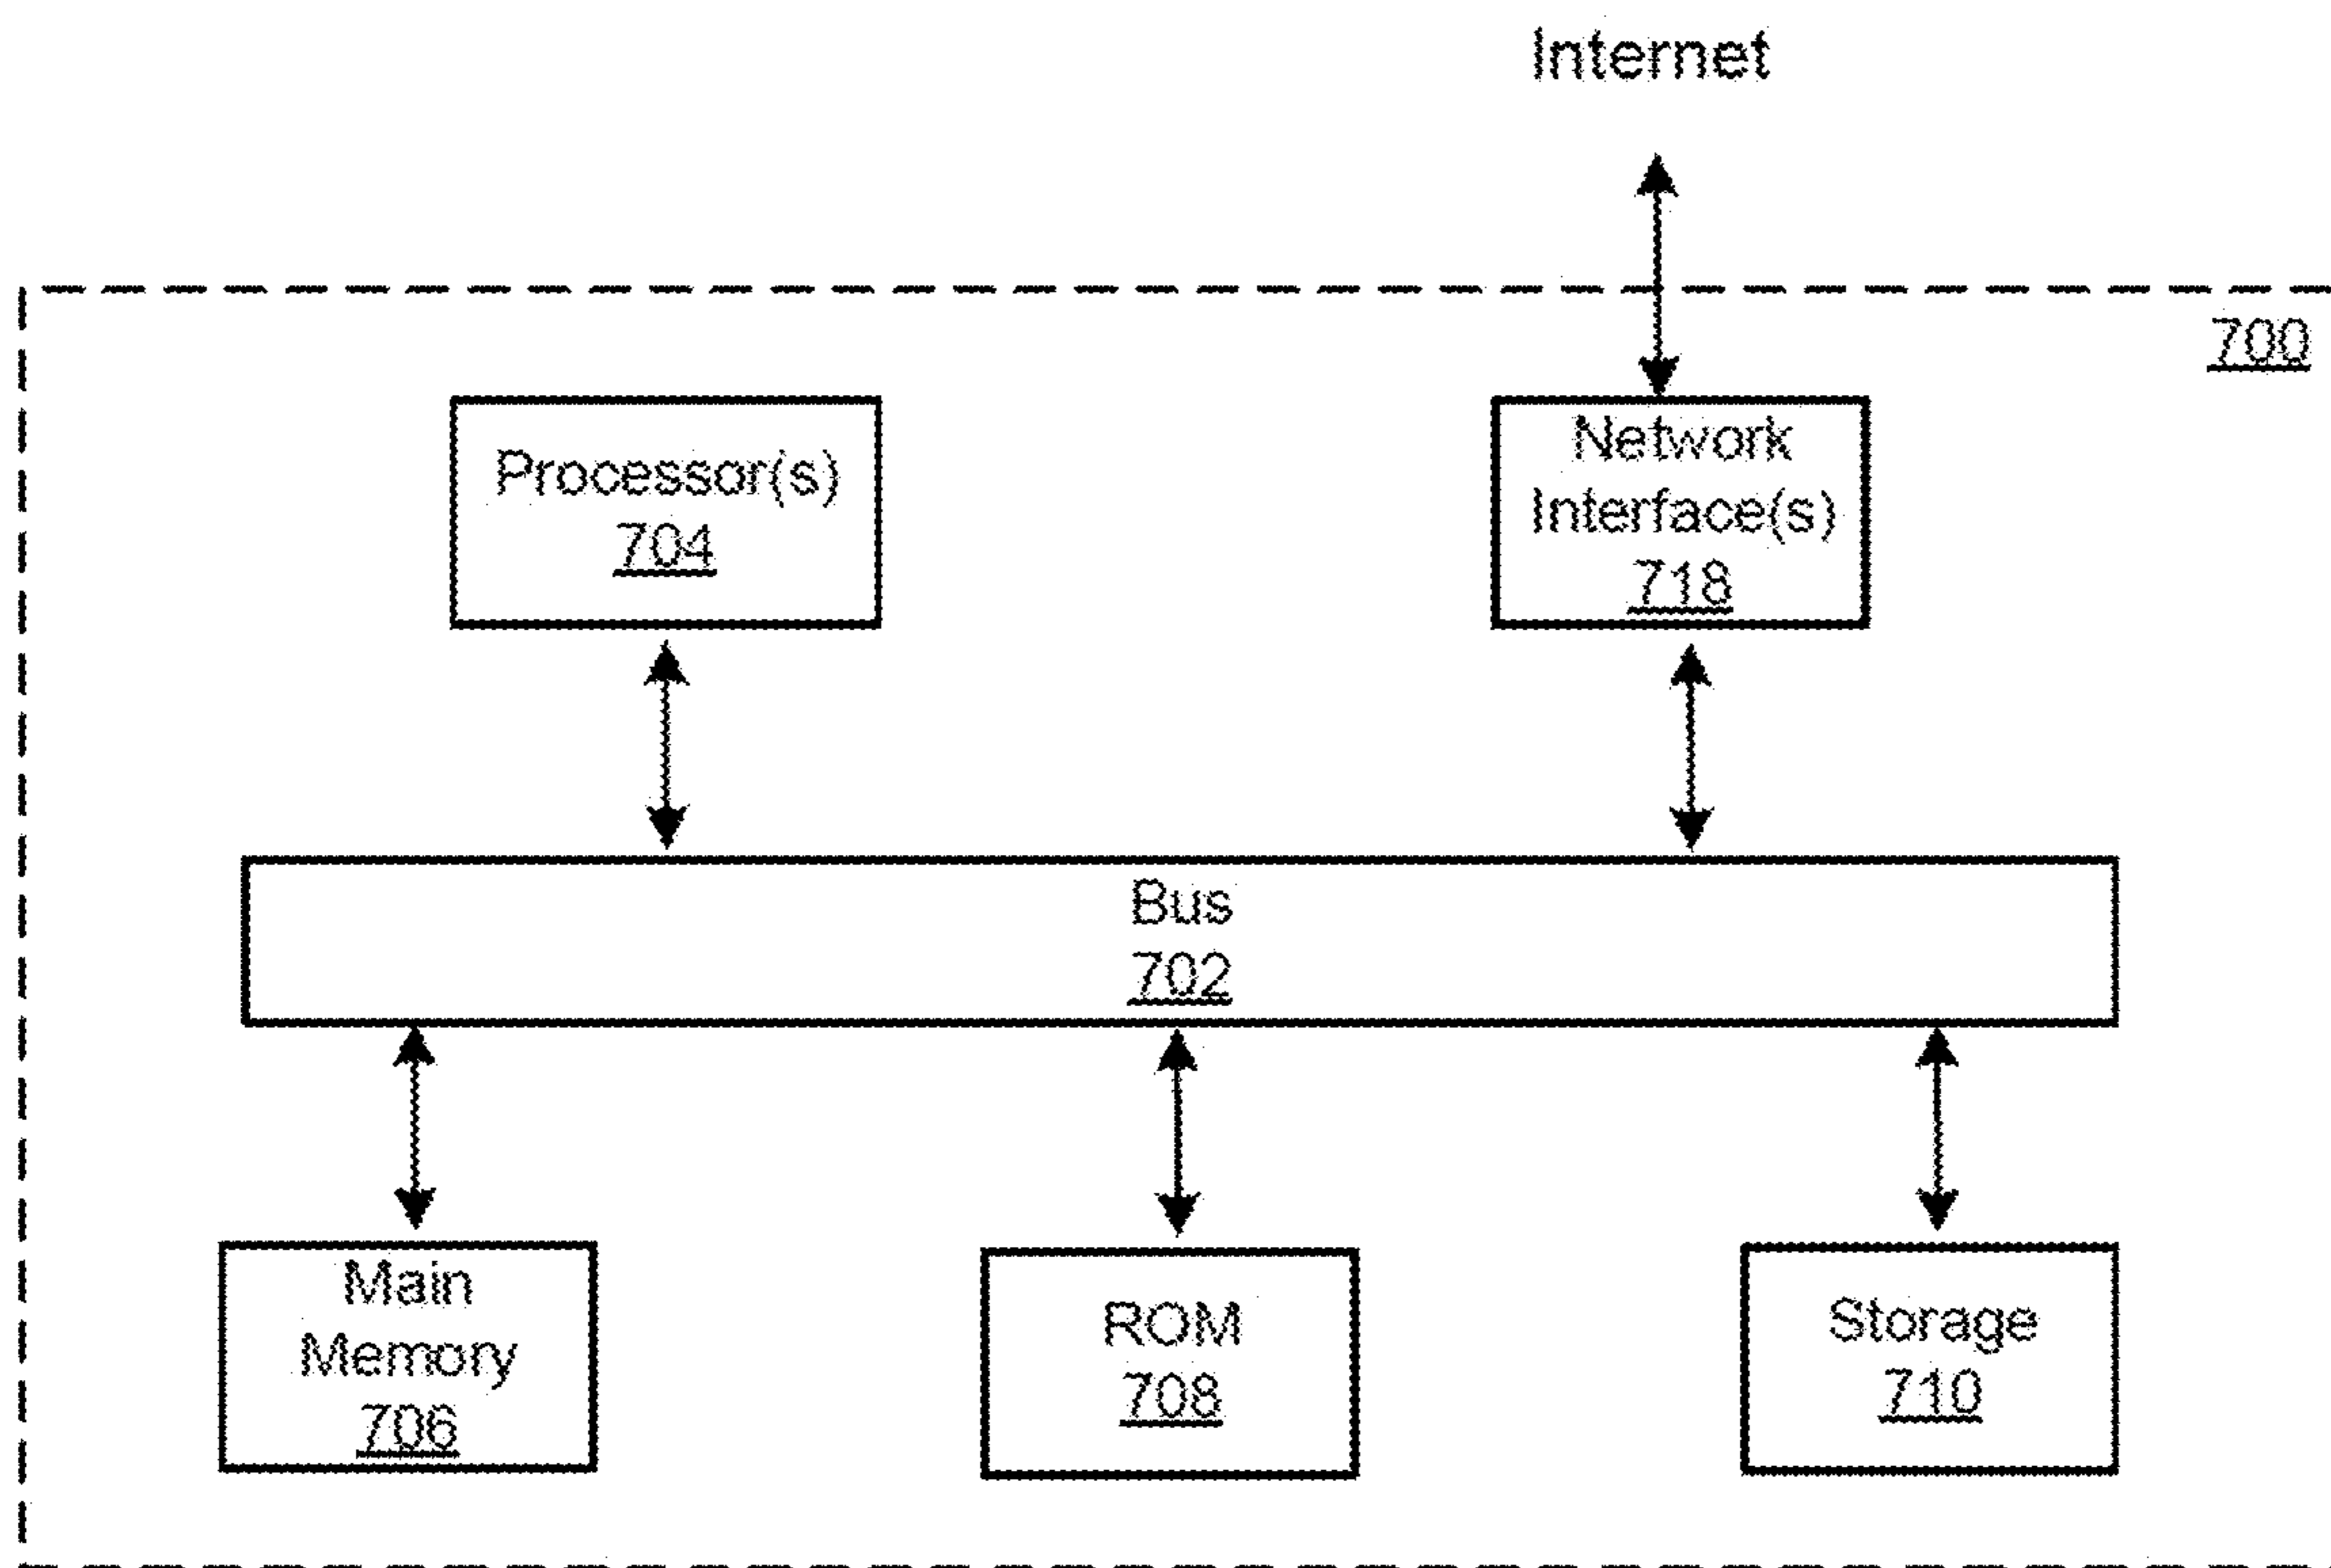 Internet
700
Processor(s)
704
Network
Interface(s)
718
Bus
702
Main
Memory
706
ROM
708
Storage
710